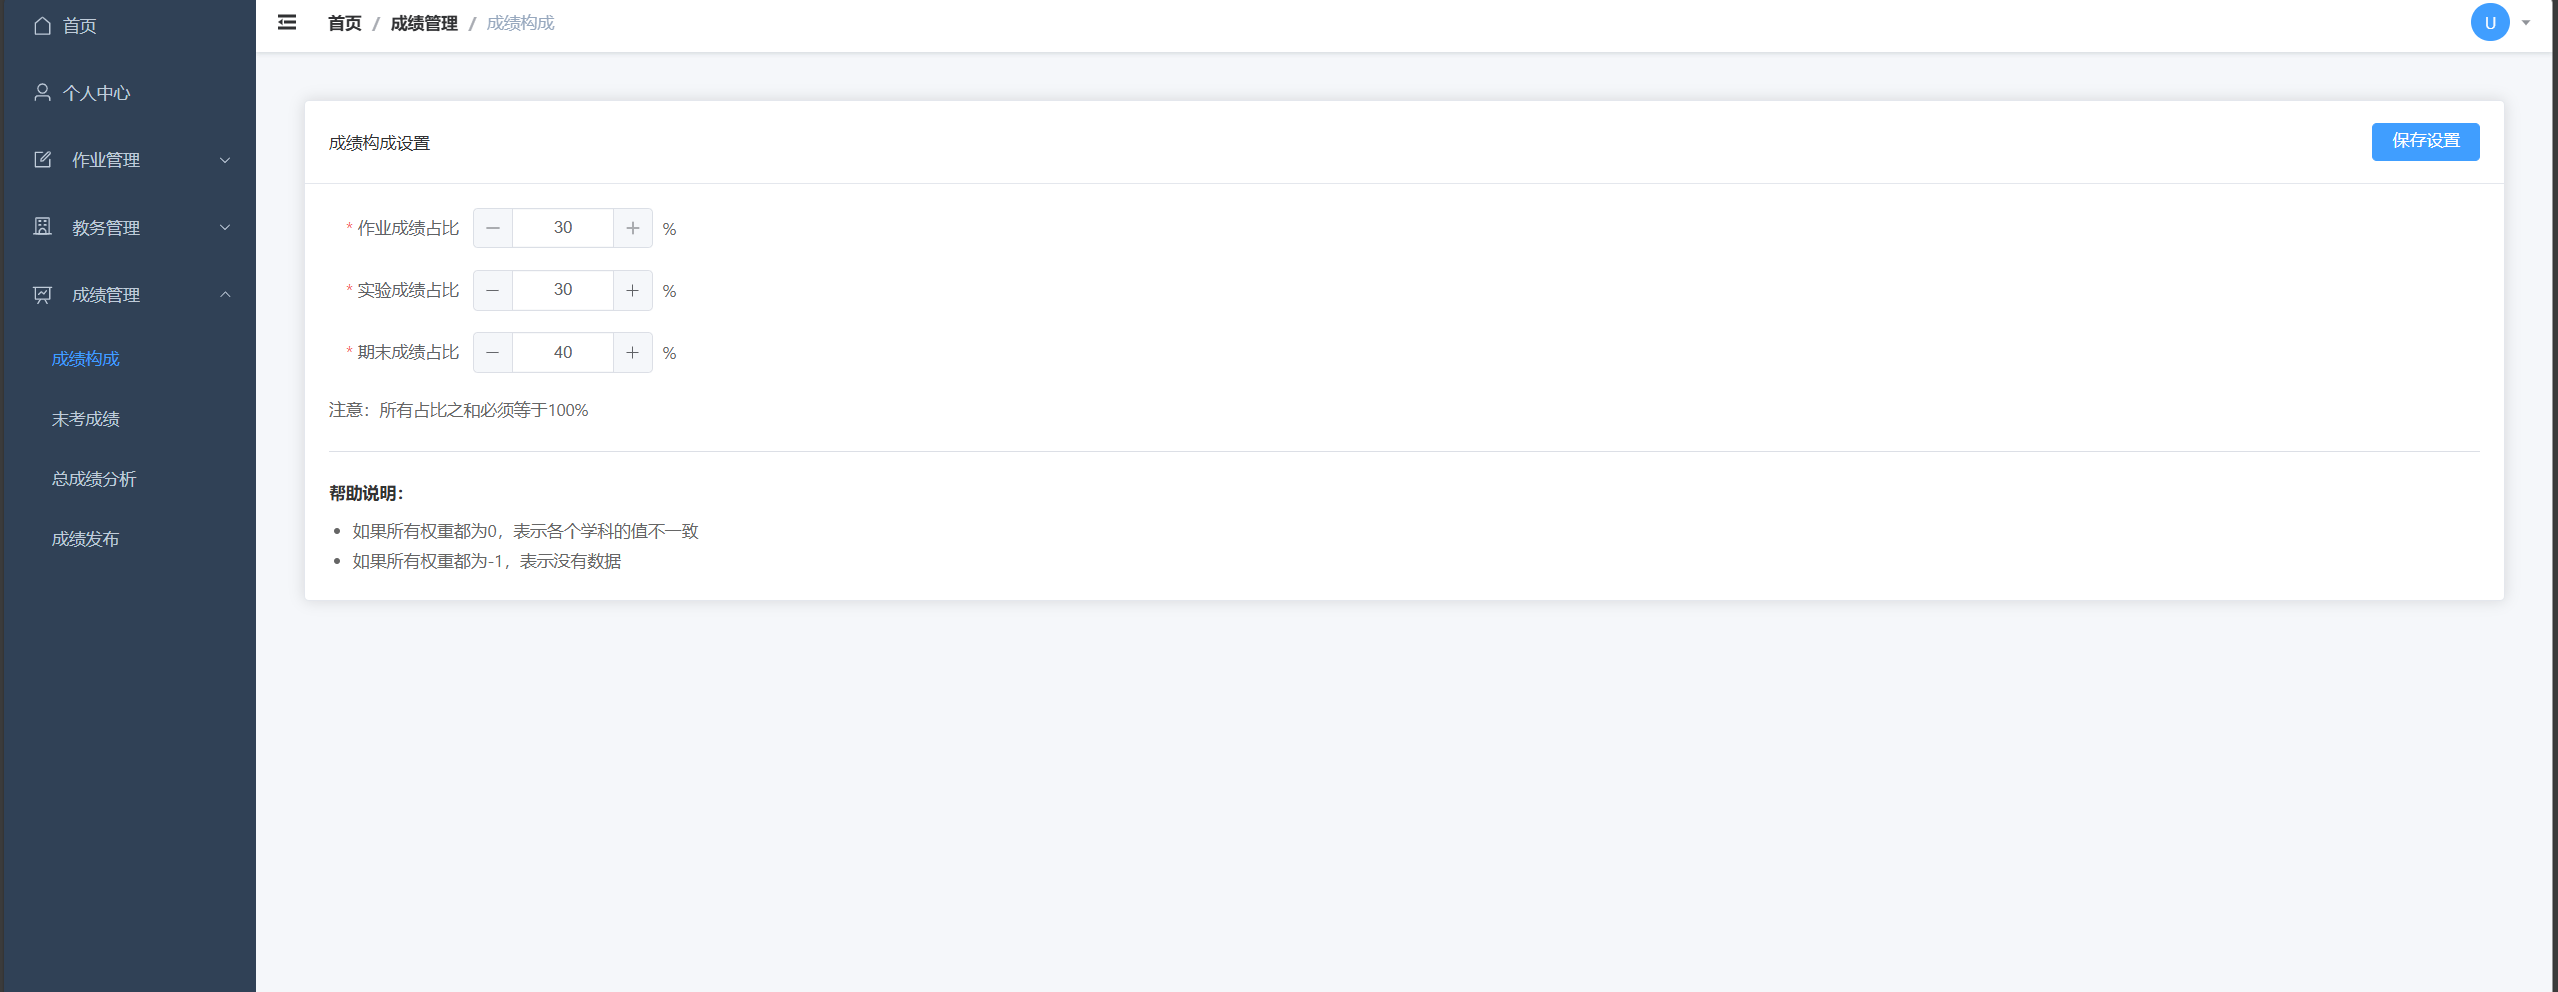 首页
个人中心
作业管理
教务管理
成绩管理
成绩构成
末考成绩
总成绩分析
成绩发布
首页 / 成绩管理 / 成绩构成
U
成绩构成设置
保存设置
* 作业成绩占比 30 %
* 实验成绩占比 30 %
* 期末成绩占比 40 %
注意：所有占比之和必须等于100%
帮助说明：
如果所有权重都为0，表示各个学科的值不一致
如果所有权重都为-1，表示没有数据